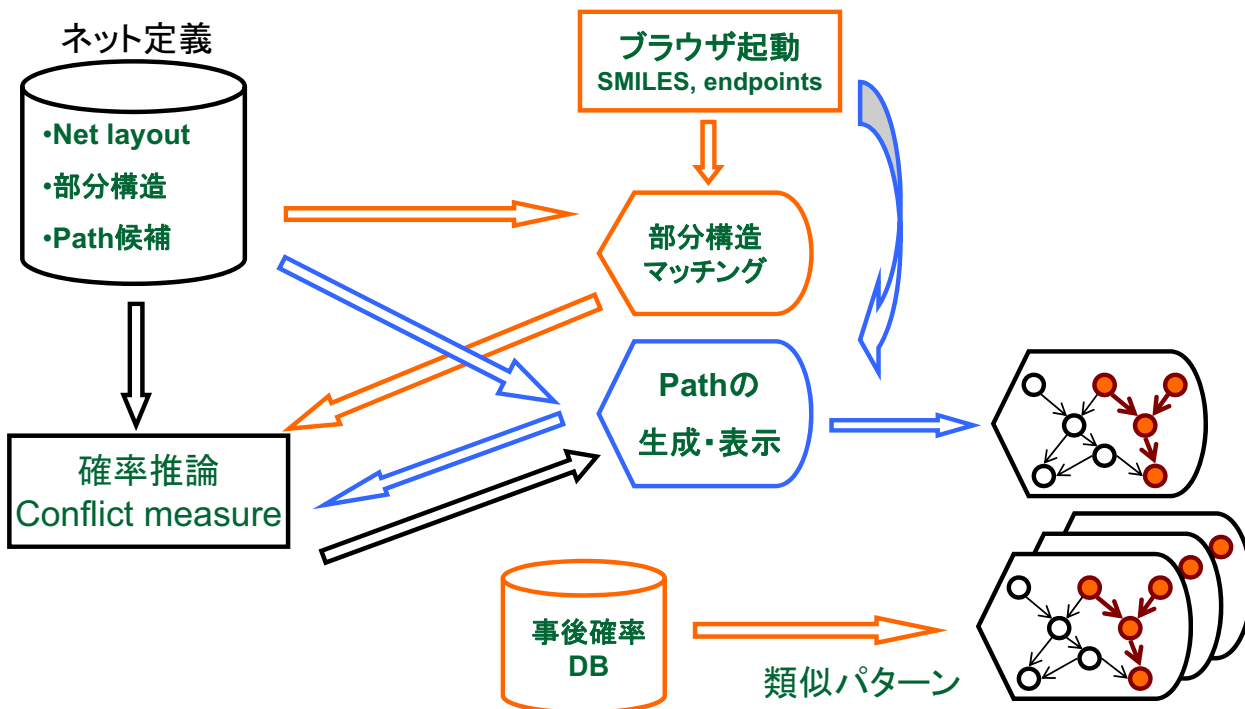 ネット定義
•Net layout
•部分構造
•Path候補
ブラウザ起動
SMILES, endpoints
部分構造
マッチング
Pathの
生成・表示
確率推論
Conflict measure
事後確率
DB
類似パターン